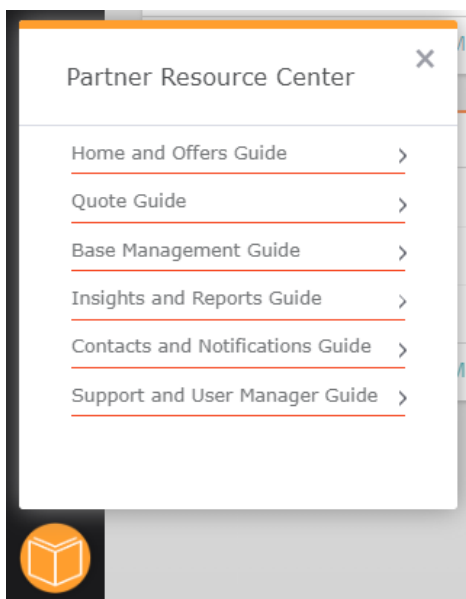 Partner Resource Center
Home and Offers Guide
Quote Guide
Base Management Guide
Insights and Reports Guide
Contacts and Notifications Guide
Support and User Manager Guide